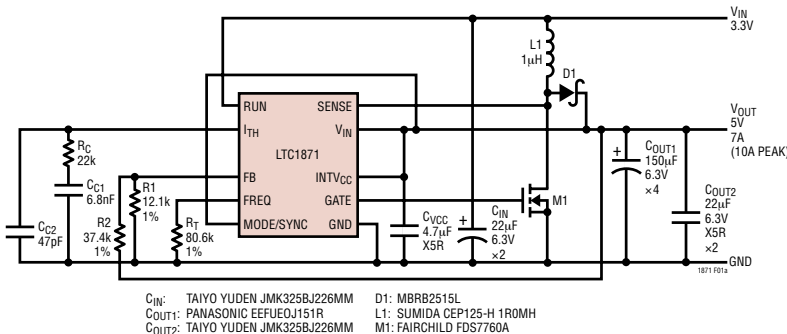 VIN
3.3V
L1
1μH
D1
RUN
SENSE
ITH
VIN
LTC1871
FB
INTVCC
FREQ
GATE
MODE/SYNC
GND
RC
22k
CC1
6.8nF
CC2
47pF
R1
12.1k
1%
R2
37.4k
1%
RT
80.6k
1%
CVCC
4.7μF
X5R
+
CIN
22μF
6.3V
×2
M1
VOUT
5V
7A
(10A PEAK)
+
COUT1
150μF
6.3V
×4
COUT2
22μF
6.3V
X5R
×2
GND
1871 F01a
CIN: TAIYO YUDEN JMK325BJ226MM
COUT1: PANASONIC EEFUEOJ151R
COUT2: TAIYO YUDEN JMK325BJ226MM
D1: MBRB2515L
L1: SUMIDA CEP125-H 1R0MH
M1: FAIRCHILD FDS7760A